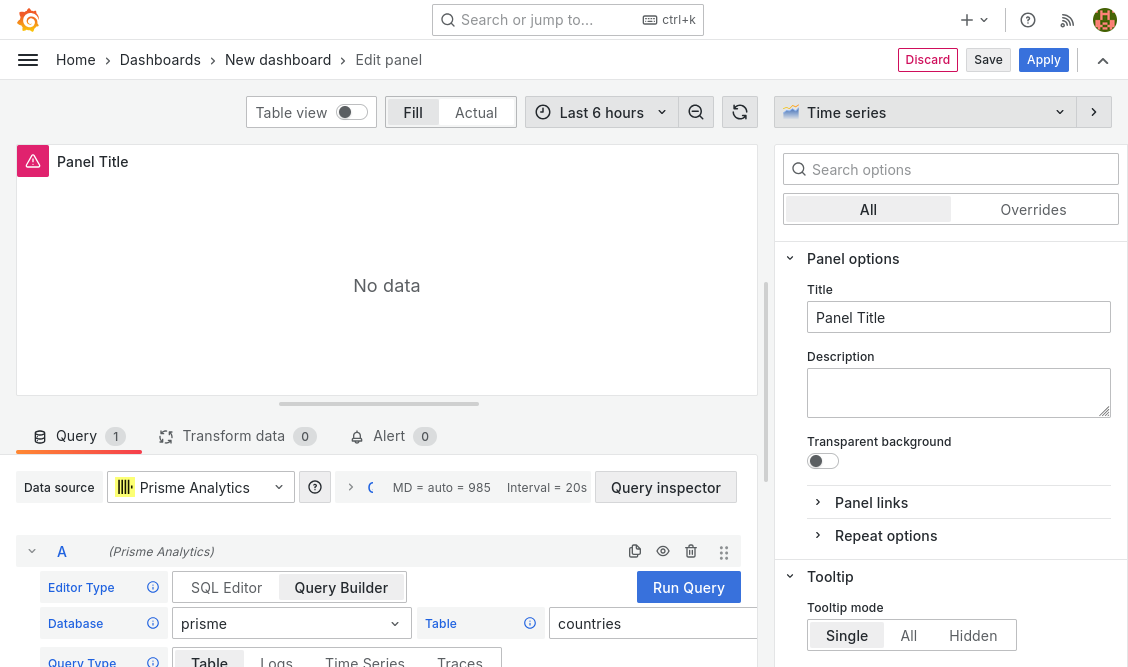 Search or jump to... ctrl+k
Home › Dashboards › New dashboard › Edit panel Discard Save Apply
Table view Fill Actual Last 6 hours Time series
Panel Title
No data
Search options
All Overrides
Panel options
Title
Panel Title
Description
Transparent background
Panel links
Repeat options
Tooltip
Tooltip mode
Single All Hidden
Query 1 Transform data 0 Alert 0
Data source Prisme Analytics MD = auto = 985 Interval = 20s Query inspector
A (Prisme Analytics)
Editor Type SQL Editor Query Builder Run Query
Database prisme Table countries
Query Type Table Logs Time Series Traces